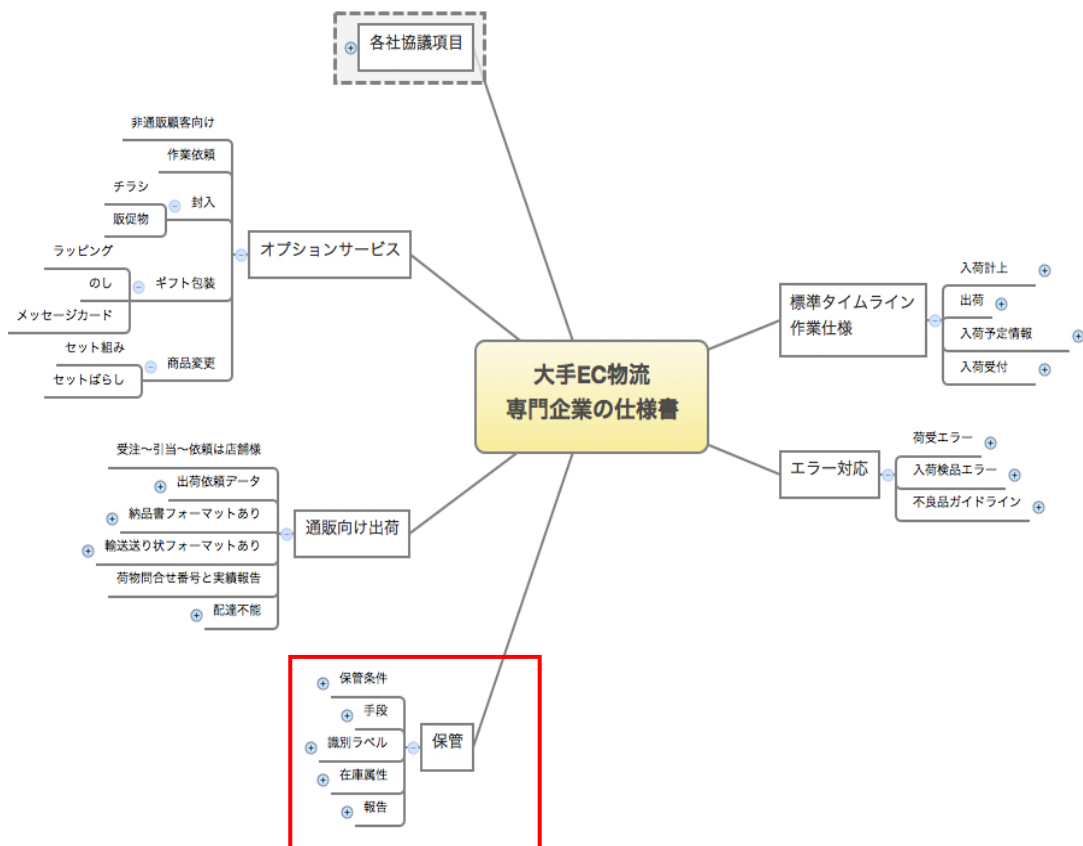 各社協議項目
非通販顧客向け
作業依頼
チラシ
封入
販促物
オプションサービス
ラッピング
のし
ギフト包装
メッセージカード
セット組み
商品変更
セットばらし
標準タイムライン
作業仕様
入荷計上
出荷
入荷予定情報
入荷受付
大手EC物流
専門企業の仕様書
エラー対応
荷受エラー
入荷検品エラー
不良品ガイドライン
受注～引当～依頼は店舗様
出荷依頼データ
納品書フォーマットあり
通販向け出荷
輸送送り状フォーマットあり
荷物問合せ番号と実績報告
配達不能
保管条件
手段
識別ラベル
保管
在庫属性
報告